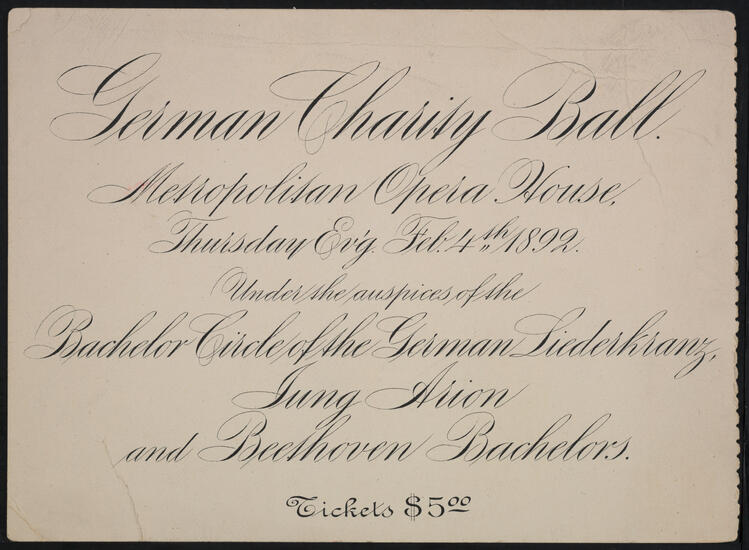 German Charity Ball.
Metropolitan Opera House,
Thursday Ev'g. Feb. 4th 1892.
Under the auspices of the
Bachelor Circle of the German Liederkranz,
Jung Arion
and Beethoven Bachelors.
Tickets $5.00